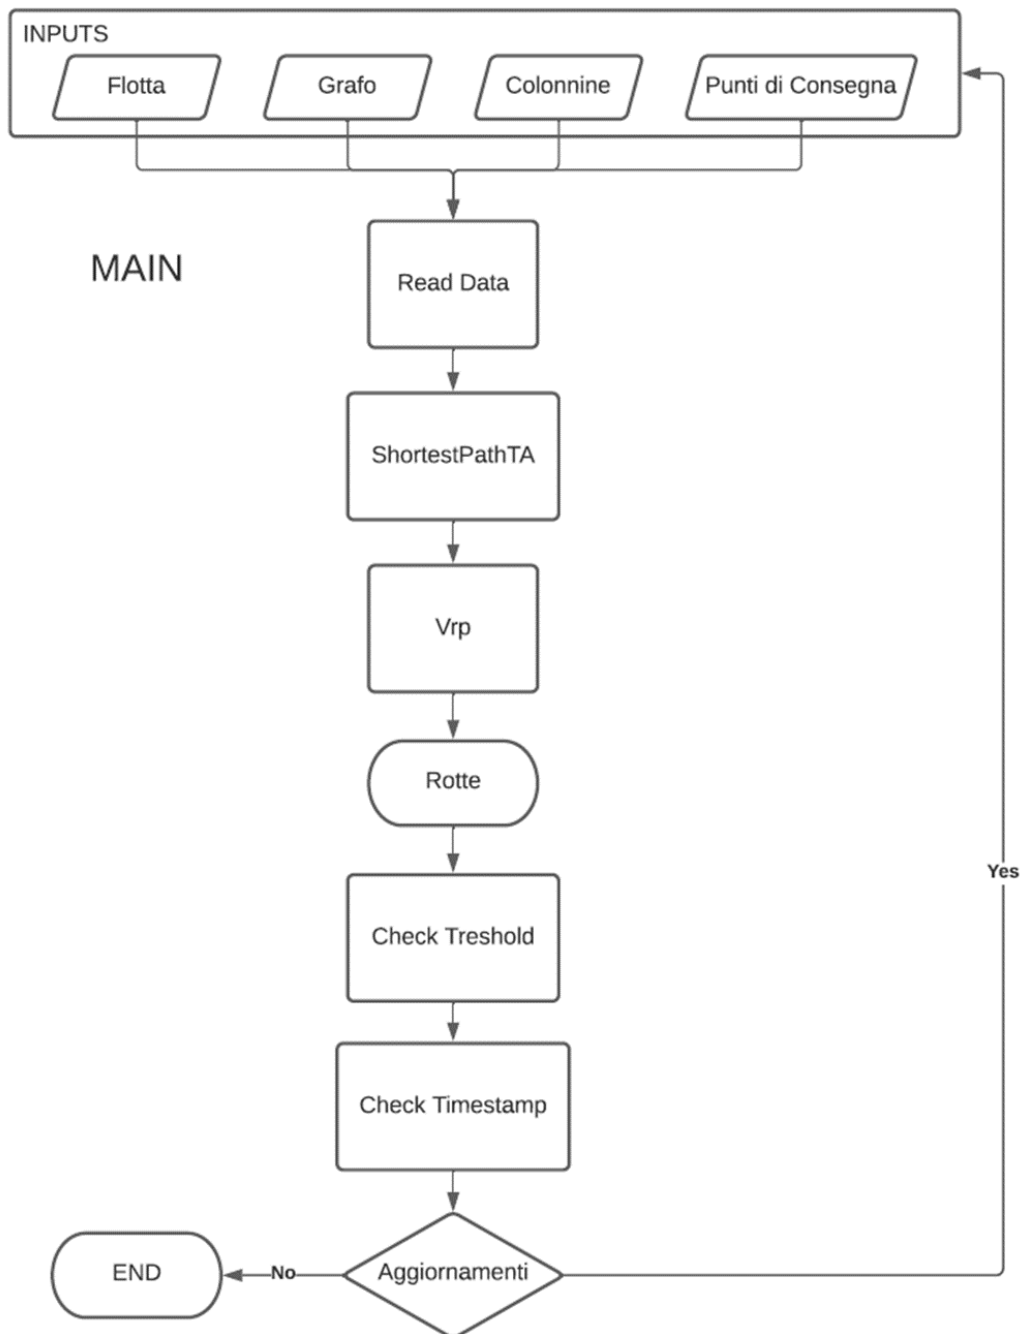 INPUTS
Flotta
Grafo
Colonnine
Punti di Consegna
MAIN
Read Data
ShortestPathTA
Vrp
Rotte
Check Treshold
Check Timestamp
Aggiornamenti
No
END
Yes